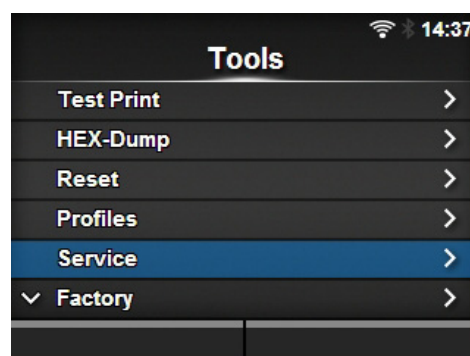 14:37
Tools
Test Print
HEX-Dump
Reset
Profiles
Service
Factory